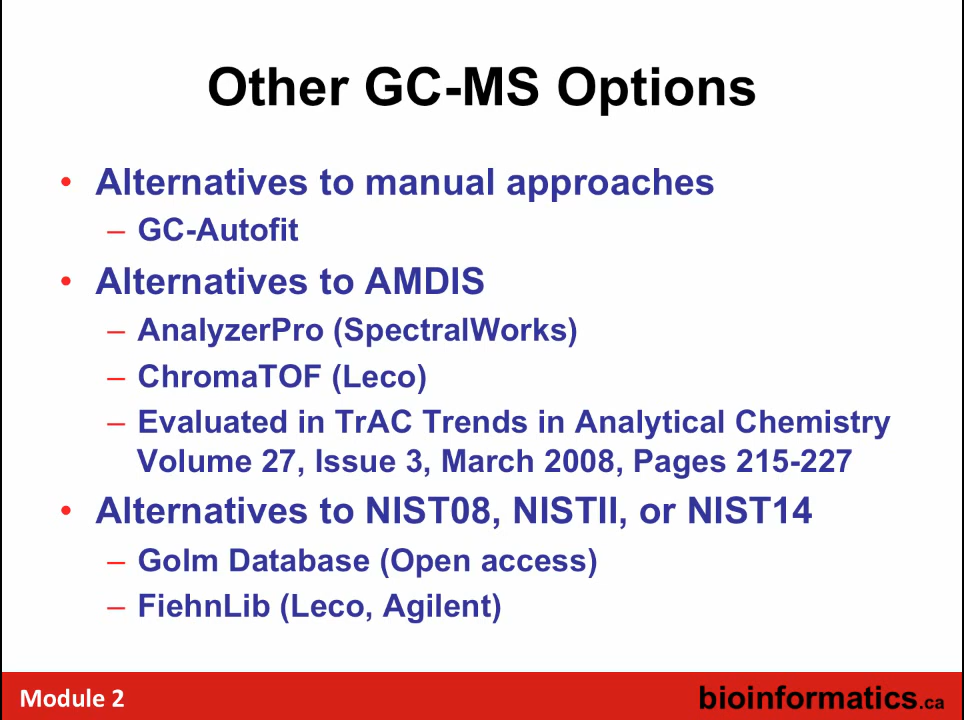 Other GC-MS Options
• Alternatives to manual approaches
– GC-Autofit
• Alternatives to AMDIS
– AnalyzerPro (SpectralWorks)
– ChromaTOF (Leco)
– Evaluated in TrAC Trends in Analytical Chemistry
Volume 27, Issue 3, March 2008, Pages 215-227
• Alternatives to NIST08, NISTII, or NIST14
– Golm Database (Open access)
– FiehnLib (Leco, Agilent)
Module 2
bioinformatics.ca